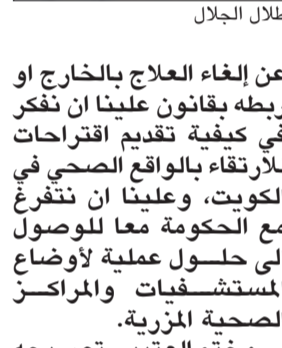 طلال الجلال
عن إلغاء العلاج بالخارج او
ربطه بقانون علينا ان نفكر
في كيفية تقديم اقتراحات
للارتقاء بالواقع الصحي في
الكويت، وعلينا ان نتفرغ
مع الحكومة معا للوصول
الى حلول عملية لأوضاع
المستشفيات والمراكز
الصحية المزرية.